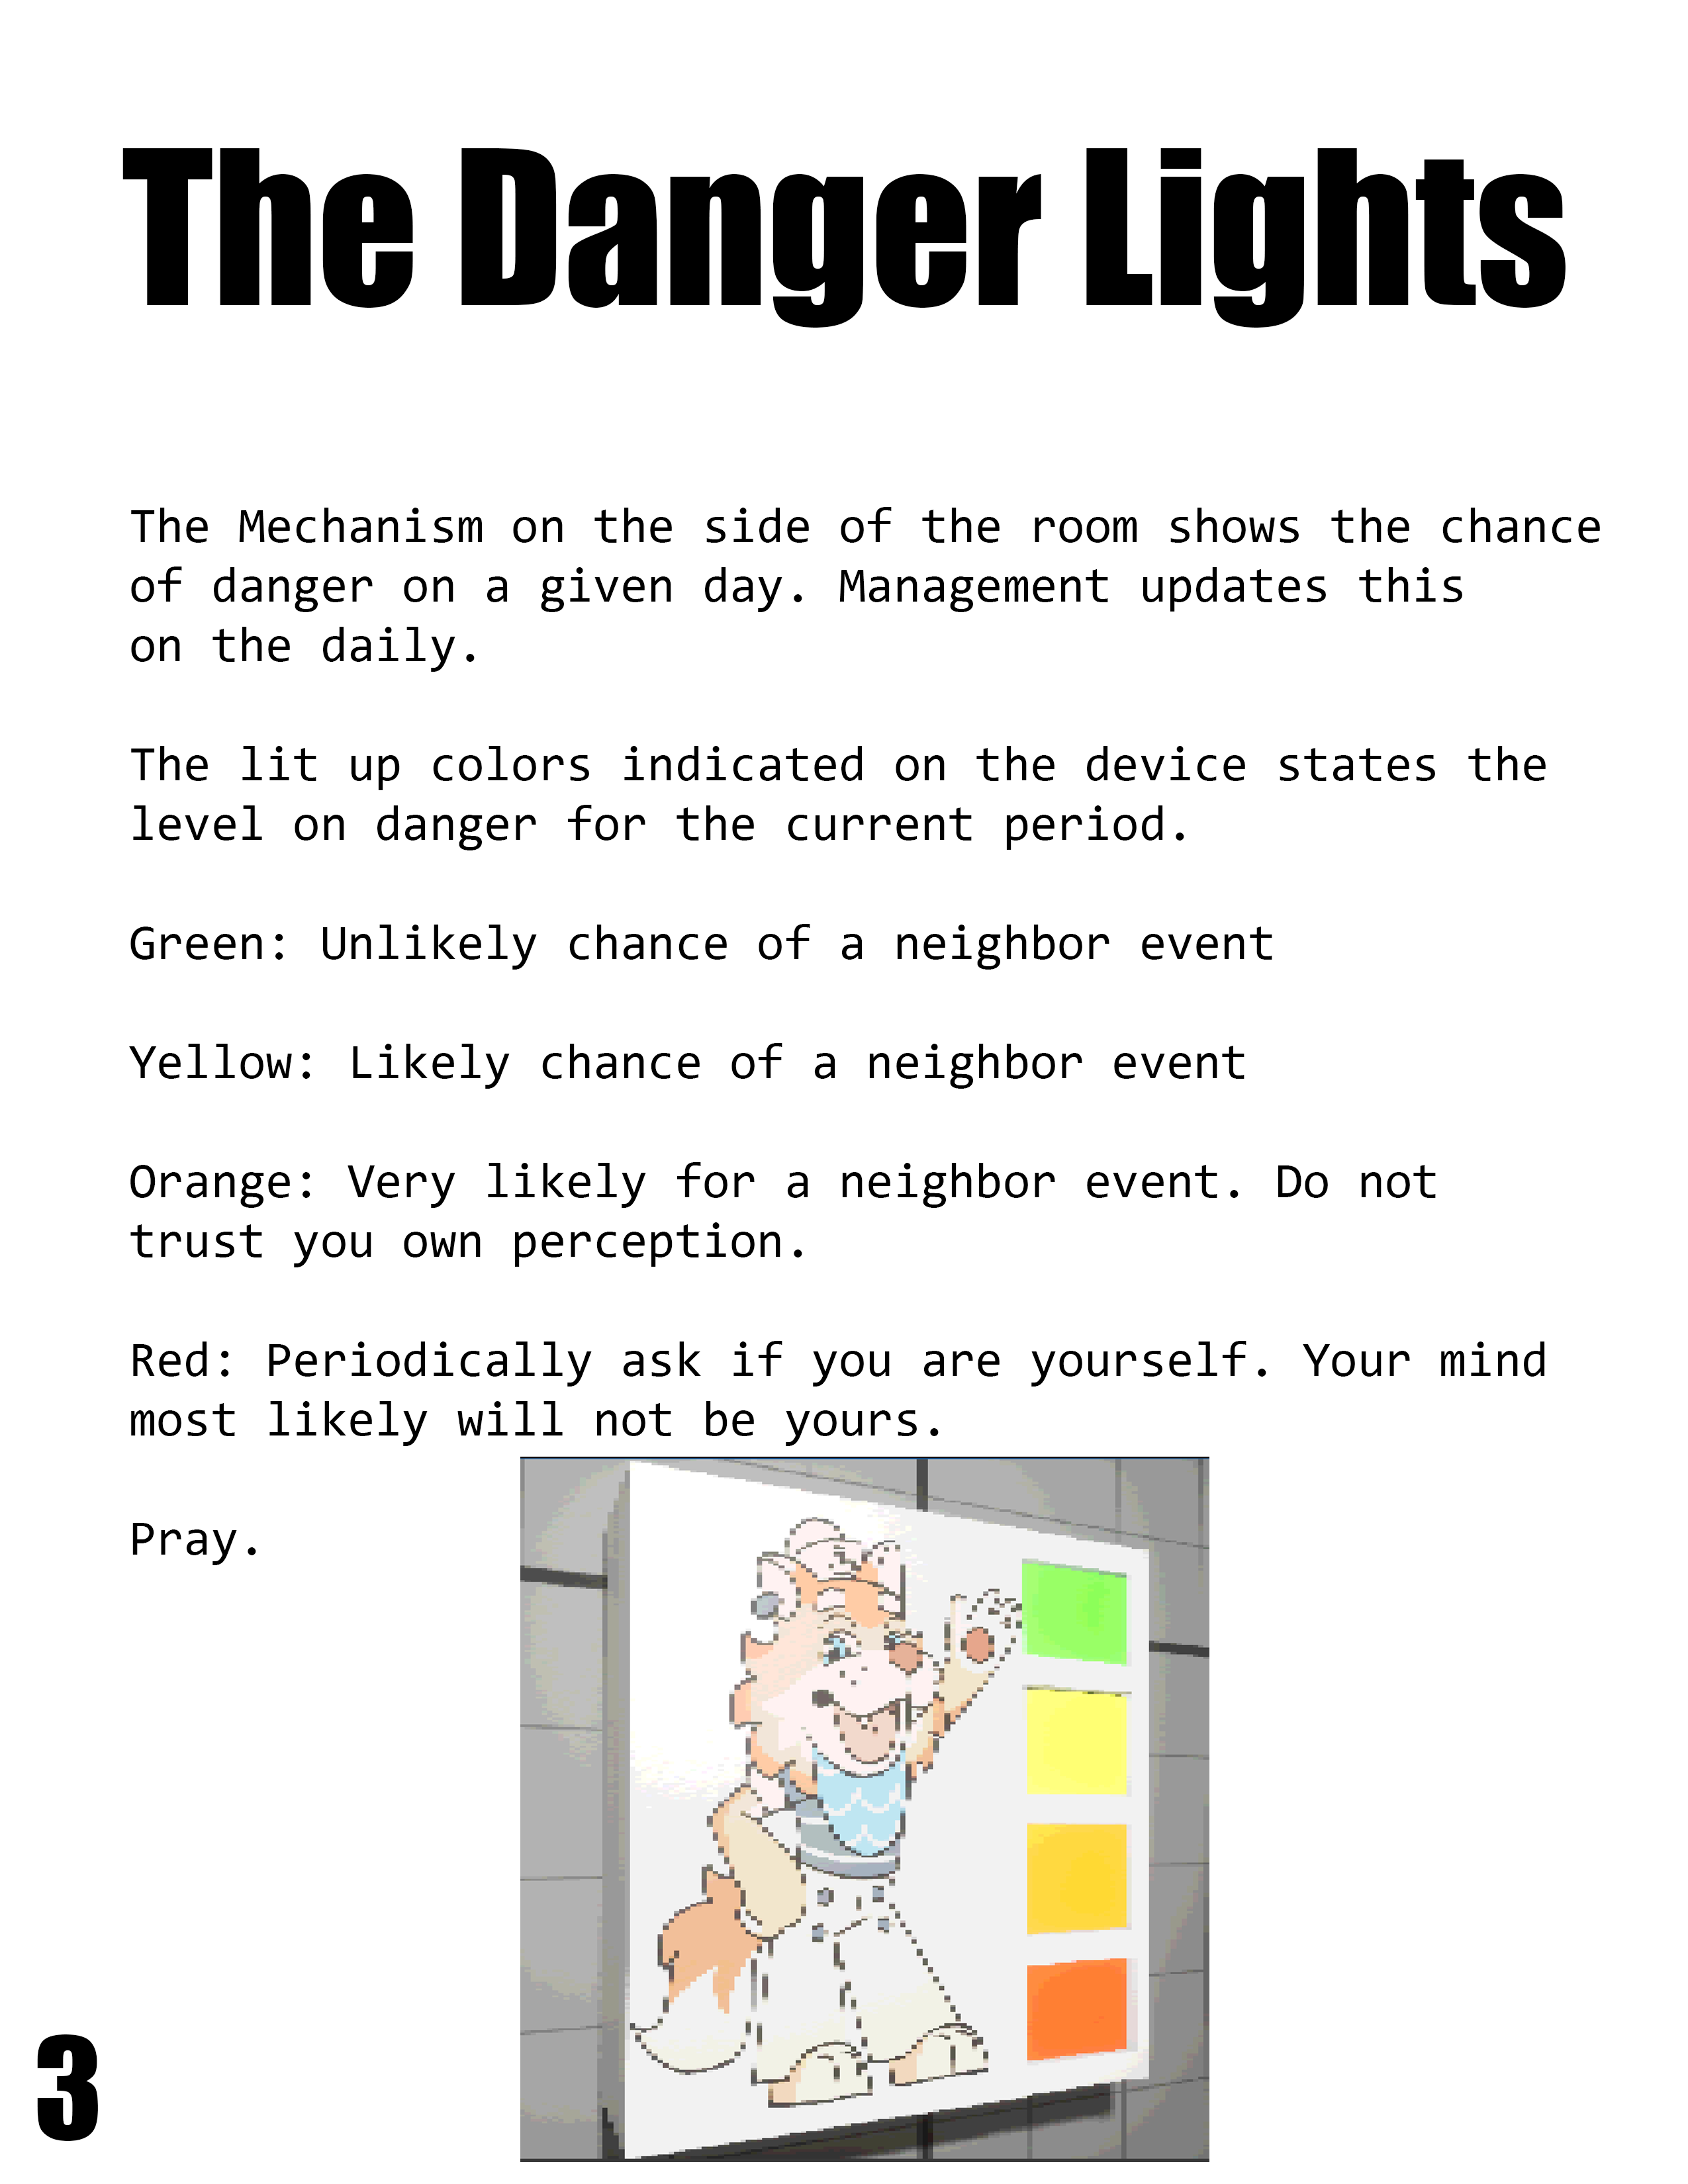 The Danger Lights
The Mechanism on the side of the room shows the chance
of danger on a given day. Management updates this
on the daily.
The lit up colors indicated on the device states the
level on danger for the current period.
Green: Unlikely chance of a neighbor event
Yellow: Likely chance of a neighbor event
Orange: Very likely for a neighbor event. Do not
trust you own perception.
Red: Periodically ask if you are yourself. Your mind
most likely will not be yours.
Pray.
3